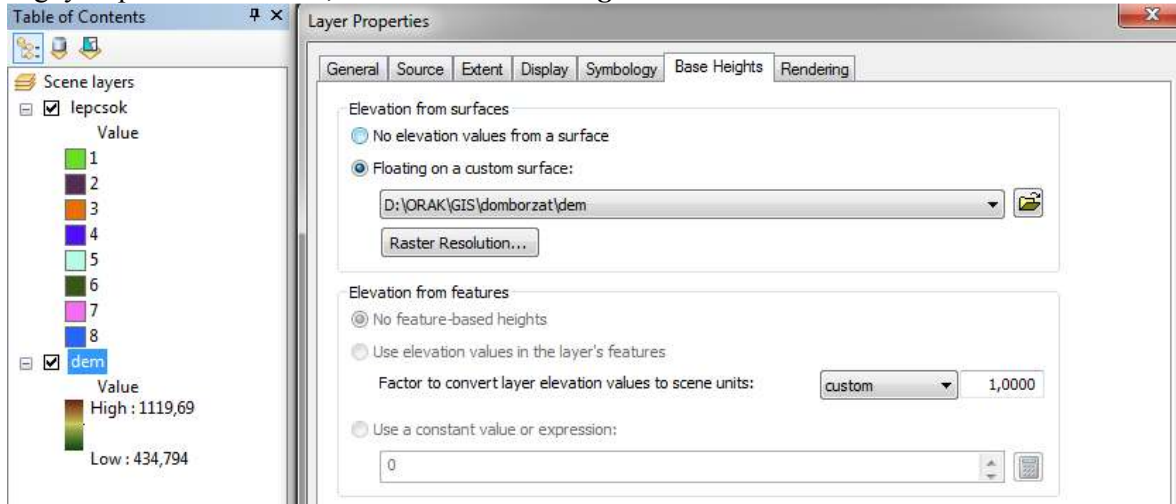 Table of Contents
Scene layers
lepcsok
Value
1
2
3
4
5
6
7
8
dem
Value
High : 1119,69
Low : 434,794
Layer Properties
General Source Extent Display Symbology Base Heights Rendering
Elevation from surfaces
No elevation values from a surface
Floating on a custom surface:
D:\ORAK\GIS\domborzat\dem
Raster Resolution...
Elevation from features
No feature-based heights
Use elevation values in the layer's features
Factor to convert layer elevation values to scene units: custom 1,0000
Use a constant value or expression:
0